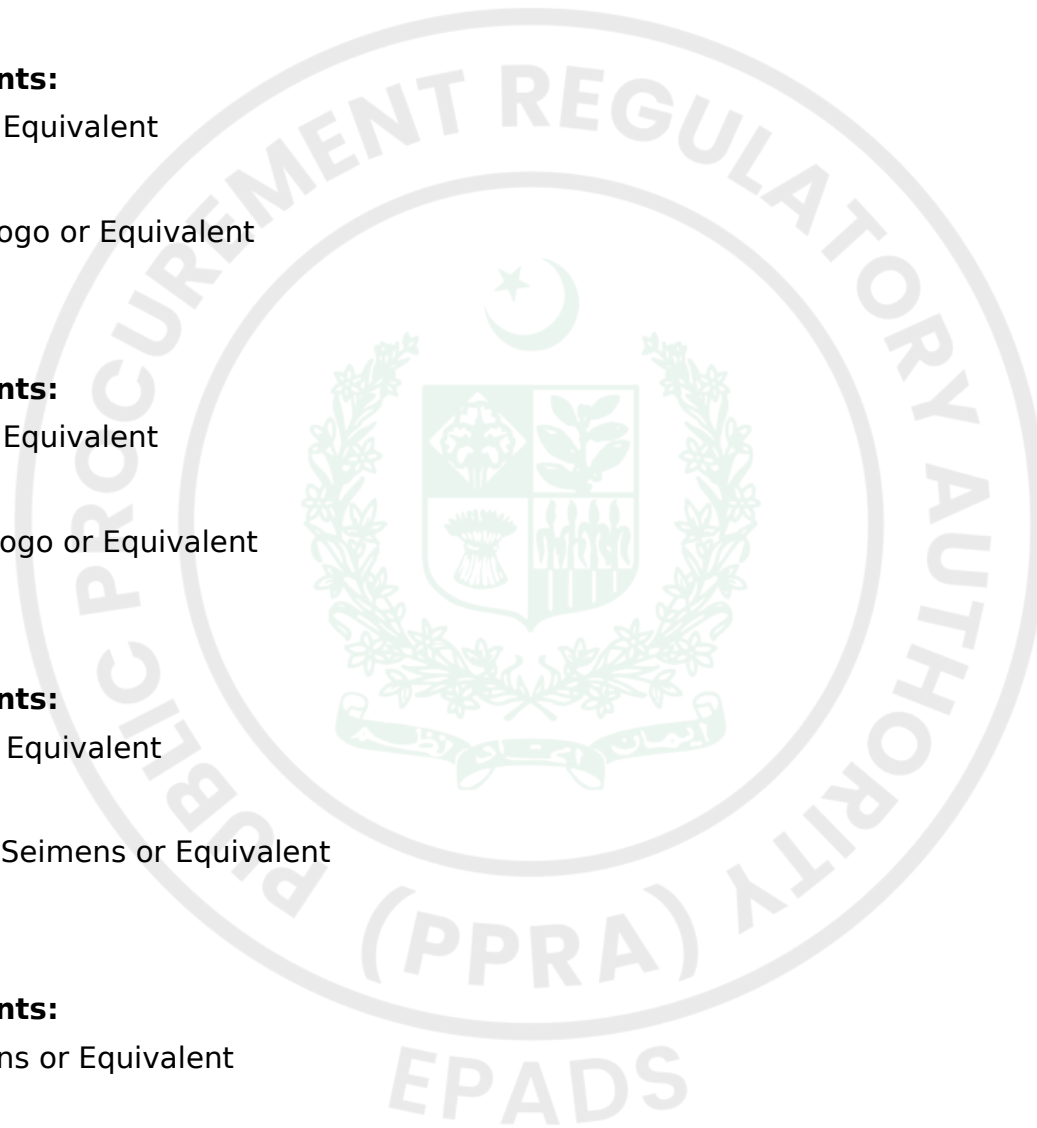 nts:
Equivalent
ogo or Equivalent
nts:
Equivalent
ogo or Equivalent
nts:
Equivalent
Seimens or Equivalent
nts:
ns or Equivalent
PUBLIC PROCUREMENT REGULATORY AUTHORITY
(PPRA)
EPADS